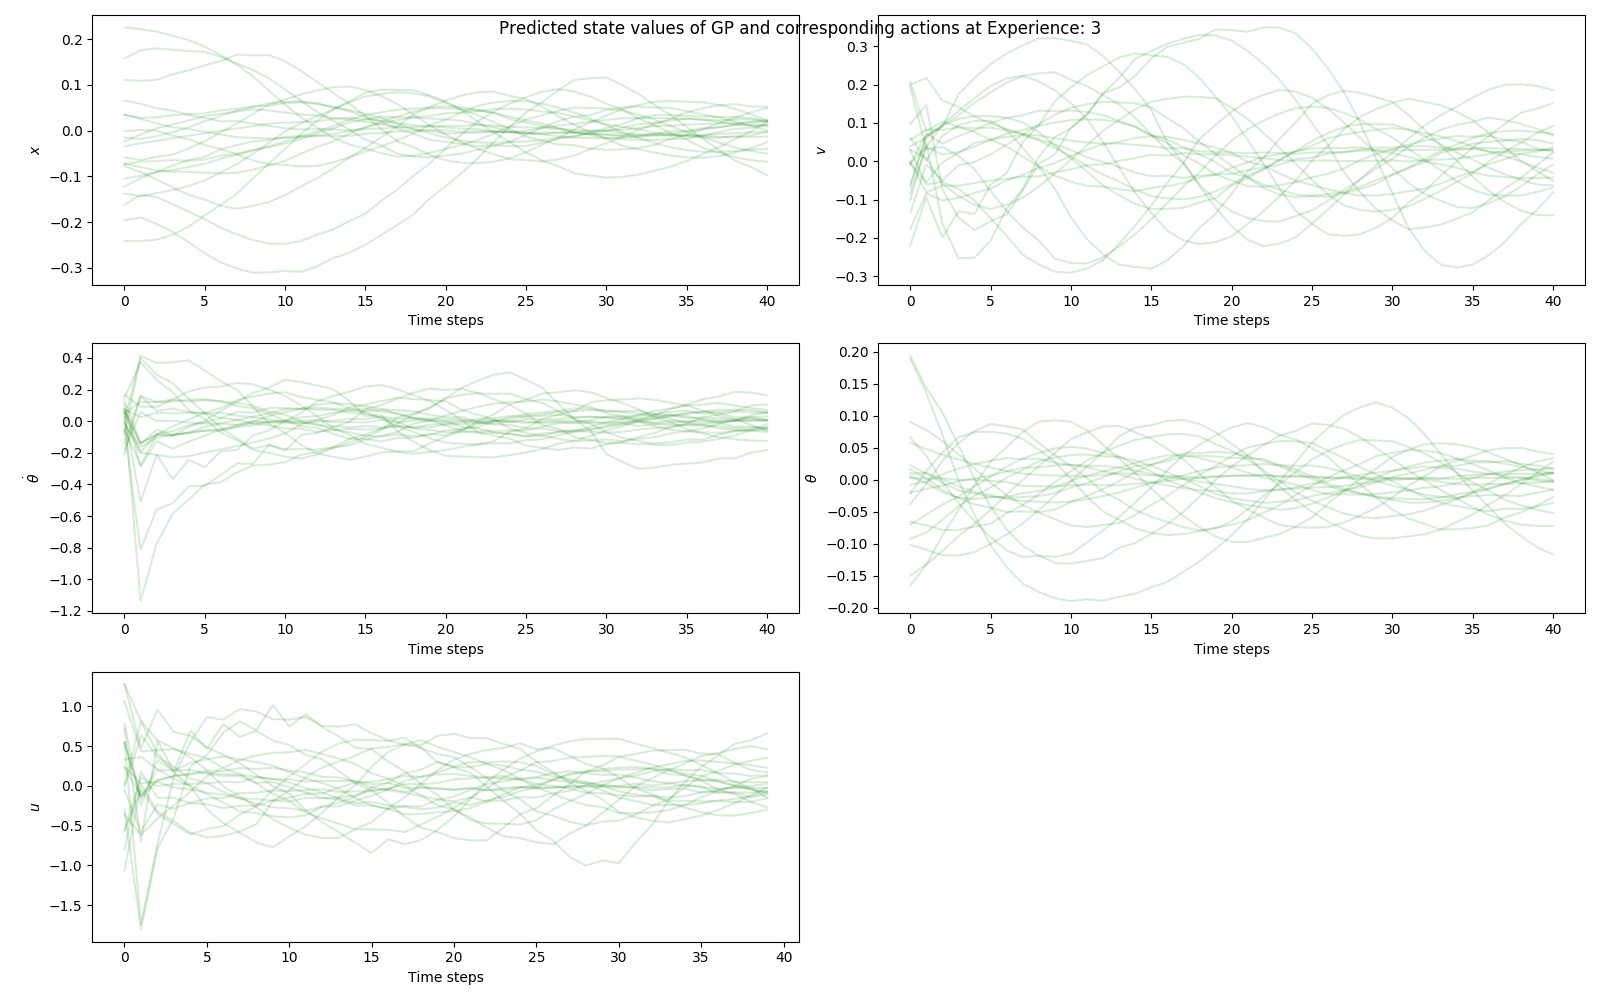 Predicted state values of GP and corresponding actions at Experience: 3
0.2
0.1
0.0
−0.1
−0.2
−0.3
x
0 5 10 15 20 25 30 35 40
Time steps
0.3
0.2
0.1
0.0
−0.1
−0.2
−0.3
v
0 5 10 15 20 25 30 35 40
Time steps
0.4
0.2
0.0
−0.2
−0.4
−0.6
−0.8
−1.0
−1.2
θ̇
0 5 10 15 20 25 30 35 40
Time steps
0.20
0.15
0.10
0.05
0.00
−0.05
−0.10
−0.15
−0.20
θ
0 5 10 15 20 25 30 35 40
Time steps
1.0
0.5
0.0
−0.5
−1.0
−1.5
u
0 5 10 15 20 25 30 35 40
Time steps